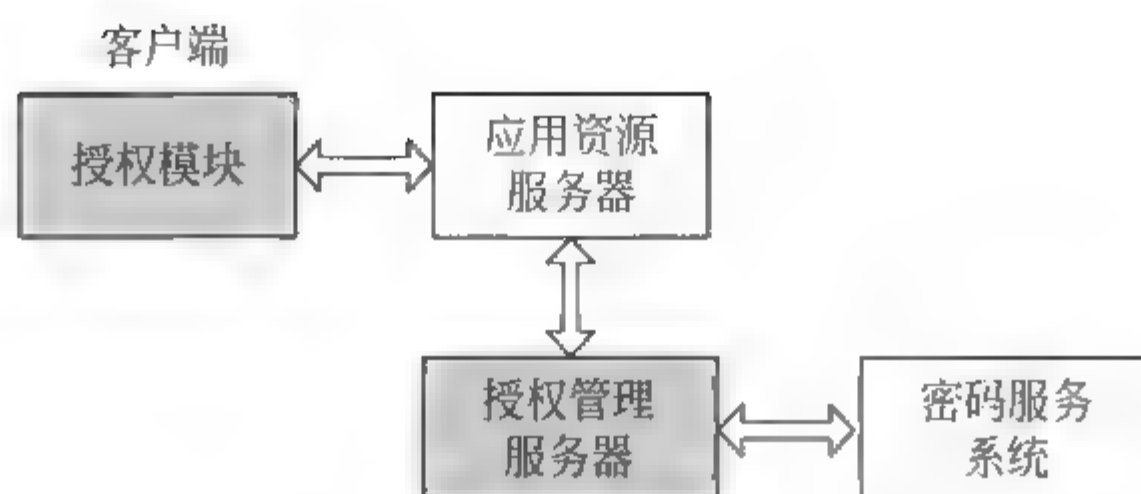 客户端
授权模块
应用资源
服务器
授权管理
服务器
密码服务
系统